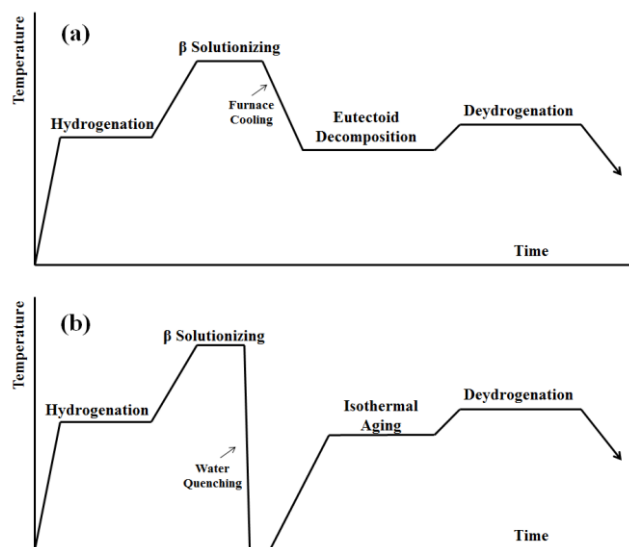 (a)
Temperature
β Solutionizing
Hydrogenation
Furnace
Cooling
Eutectoid
Decomposition
Deydrogenation
Time
(b)
Temperature
β Solutionizing
Hydrogenation
Water
Quenching
Isothermal
Aging
Deydrogenation
Time